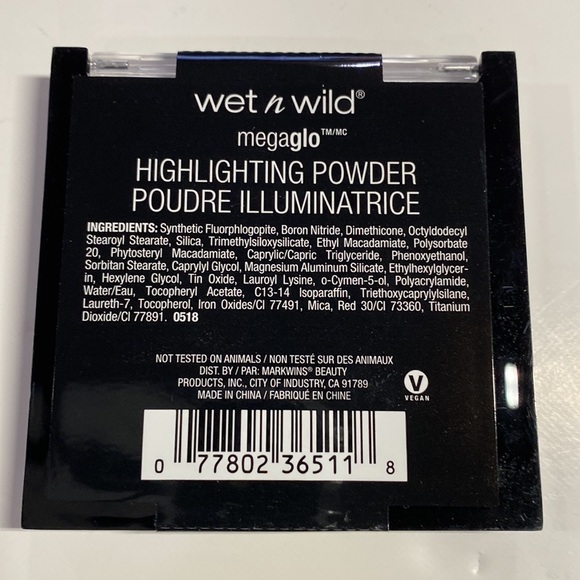 wet n wild®
megaglo™/MC
HIGHLIGHTING POWDER
POUDRE ILLUMINATRICE
INGREDIENTS: Synthetic Fluorphlogopite, Boron Nitride, Dimethicone, Octyldodecyl
Stearoyl Stearate, Silica, Trimethylsiloxysilicate, Ethyl Macadamiate, Polysorbate
20, Phytosteryl Macadamiate, Caprylic/Capric Triglyceride, Phenoxyethanol,
Sorbitan Stearate, Caprylyl Glycol, Magnesium Aluminum Silicate, Ethylhexylglycer-
in, Hexylene Glycol, Tin Oxide, Lauroyl Lysine, o-Cymen-5-ol, Polyacrylamide,
Water/Eau, Tocopheryl Acetate, C13-14 Isoparaffin, Triethoxycaprylylsilane,
Laureth-7, Tocopherol, Iron Oxides/CI 77491, Mica, Red 30/CI 73360, Titanium
Dioxide/CI 77891. 0518
NOT TESTED ON ANIMALS / NON TESTÉ SUR DES ANIMAUX
DIST. BY / PAR: MARKWINS® BEAUTY
PRODUCTS, INC., CITY OF INDUSTRY, CA 91789
MADE IN CHINA / FABRIQUÉ EN CHINE
V
VEGAN
0 77802 36511 8